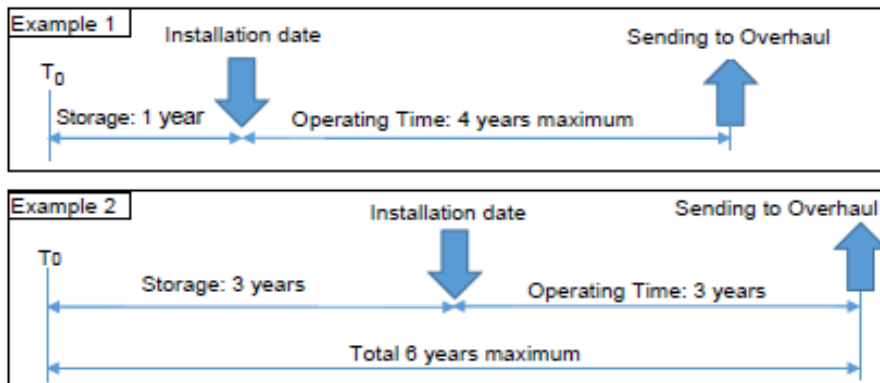 Example 1
Installation date
Sending to Overhaul
T0
Storage: 1 year
Operating Time: 4 years maximum
Example 2
Installation date
Sending to Overhaul
T0
Storage: 3 years
Operating Time: 3 years
Total 6 years maximum